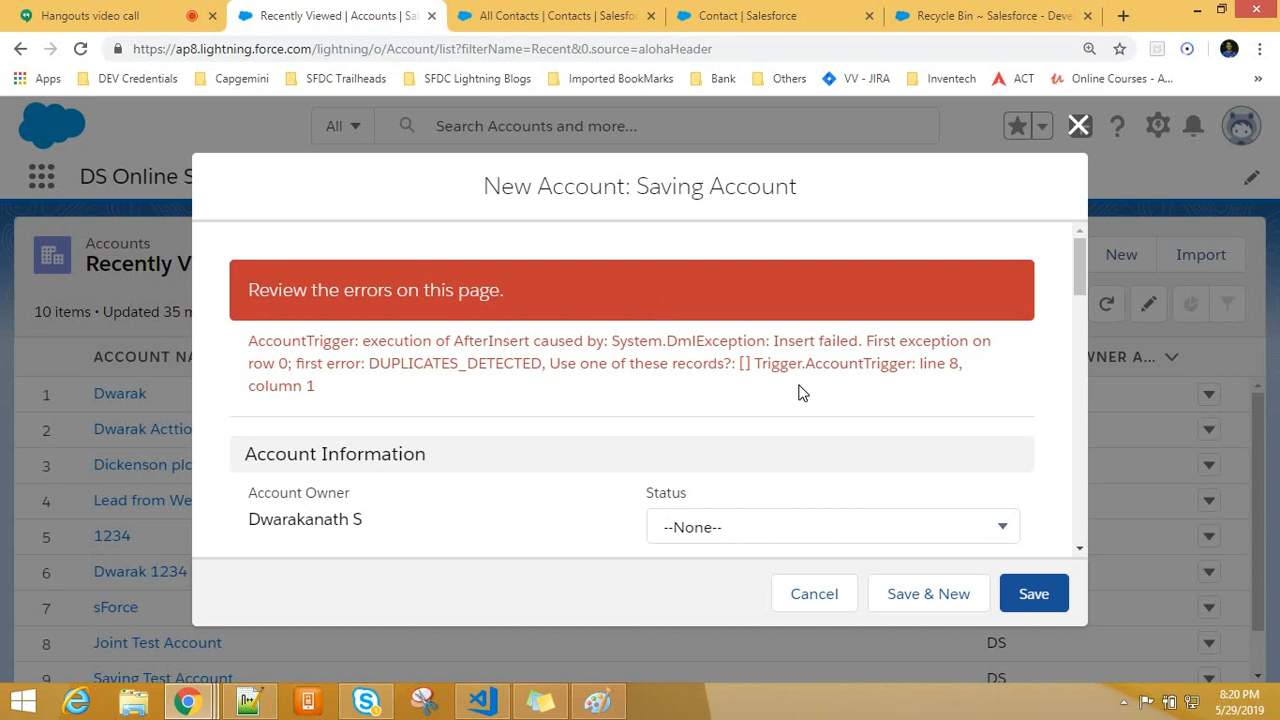 Hangouts video call
Recently Viewed | Accounts | Sal
All Contacts | Contacts | Salesfor
Contact | Salesforce
Recycle Bin ~ Salesforce - Deve
https://ap8.lightning.force.com/lightning/o/Account/list?filterName=Recent&0.source=alohaHeader
Apps
DEV Credentials
Capgemini
SFDC Trailheads
SFDC Lightning Blogs
Imported BookMarks
Bank
Others
VV - JIRA
Inventech
ACT
Online Courses - A...
»
All
Search Accounts and more...
DS Online S
New Account: Saving Account
Accounts
Recently V
New
Import
10 items • Updated 35 m
Review the errors on this page.
AccountTrigger: execution of AfterInsert caused by: System.DmlException: Insert failed. First exception on
row 0; first error: DUPLICATES_DETECTED, Use one of these records?: [] Trigger.AccountTrigger: line 8,
column 1
ACCOUNT NA
WNER A...
1 Dwarak
2 Dwarak Acttio
3 Dickenson plc
4 Lead from We
5 1234
6 Dwarak 1234
7 sForce
8 Joint Test Account DS
9 Saving Test Account DS
Account Information
Account Owner
Dwarakanath S
Status
--None--
Cancel
Save & New
Save
8:20 PM
5/29/2019